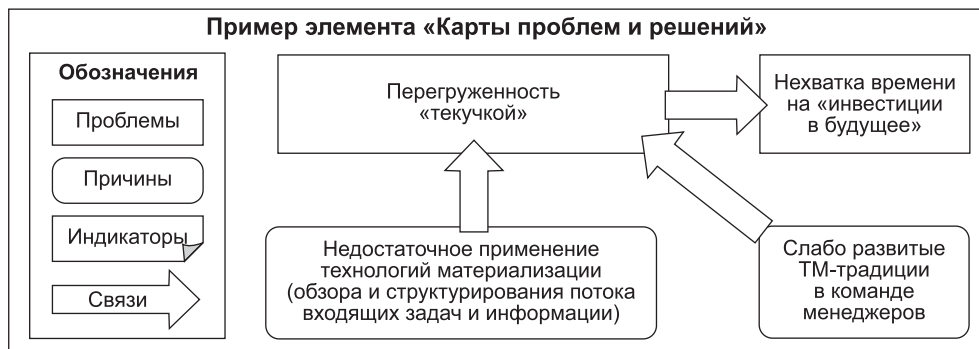 Пример элемента «Карты проблем и решений»
Обозначения
Проблемы
Причины
Индикаторы
Связи
Перегруженность
«текучкой»
Нехватка времени
на «инвестиции
в будущее»
Недостаточное применение
технологий материализации
(обзора и структурирования потока
входящих задач и информации)
Слабо развитые
ТМ-традиции
в команде
менеджеров